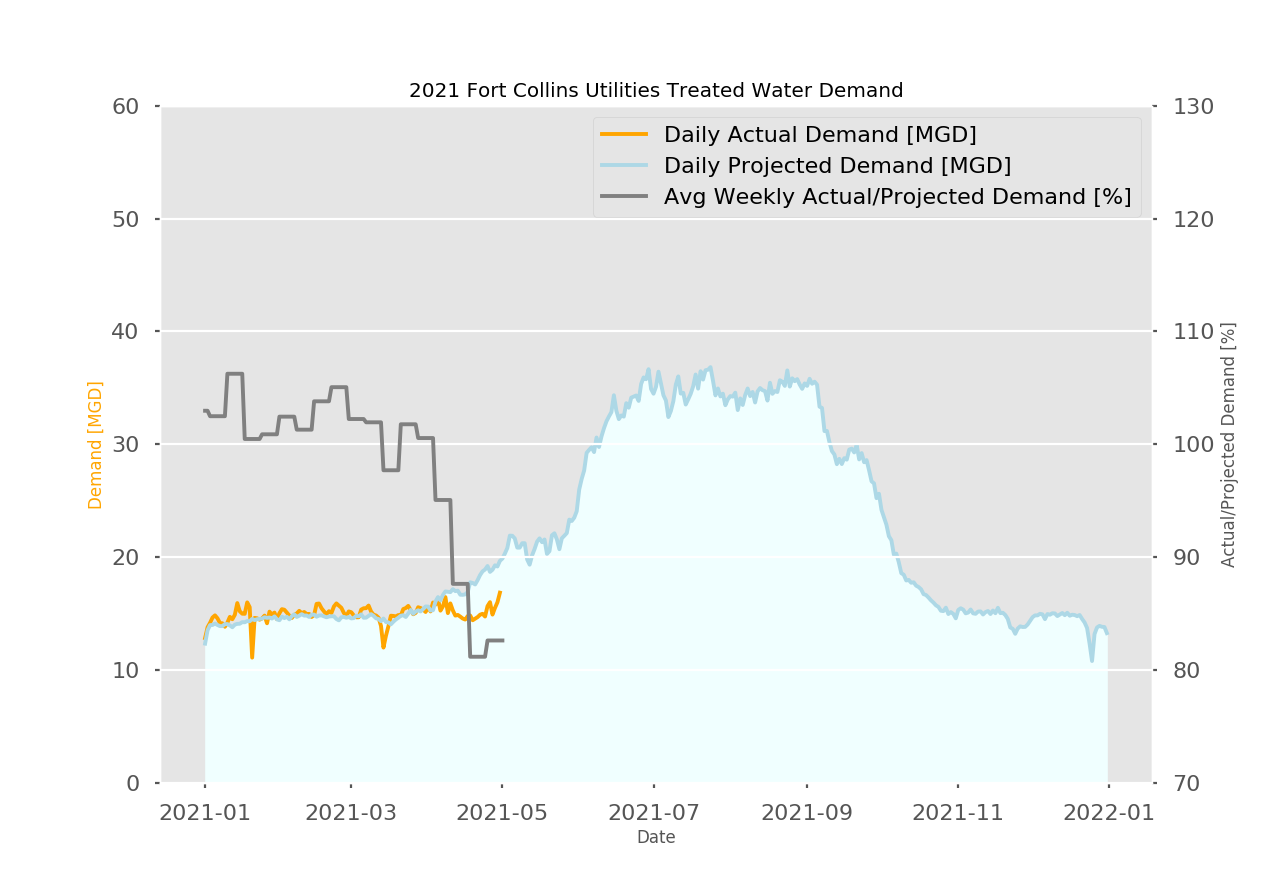 2021 Fort Collins Utilities Treated Water Demand
60
50
40
30
20
10
0
Demand [MGD]
Daily Actual Demand [MGD]
Daily Projected Demand [MGD]
Avg Weekly Actual/Projected Demand [%]
130
120
110
100
90
80
70
Actual/Projected Demand [%]
2021-01 2021-03 2021-05 2021-07 2021-09 2021-11 2022-01
Date